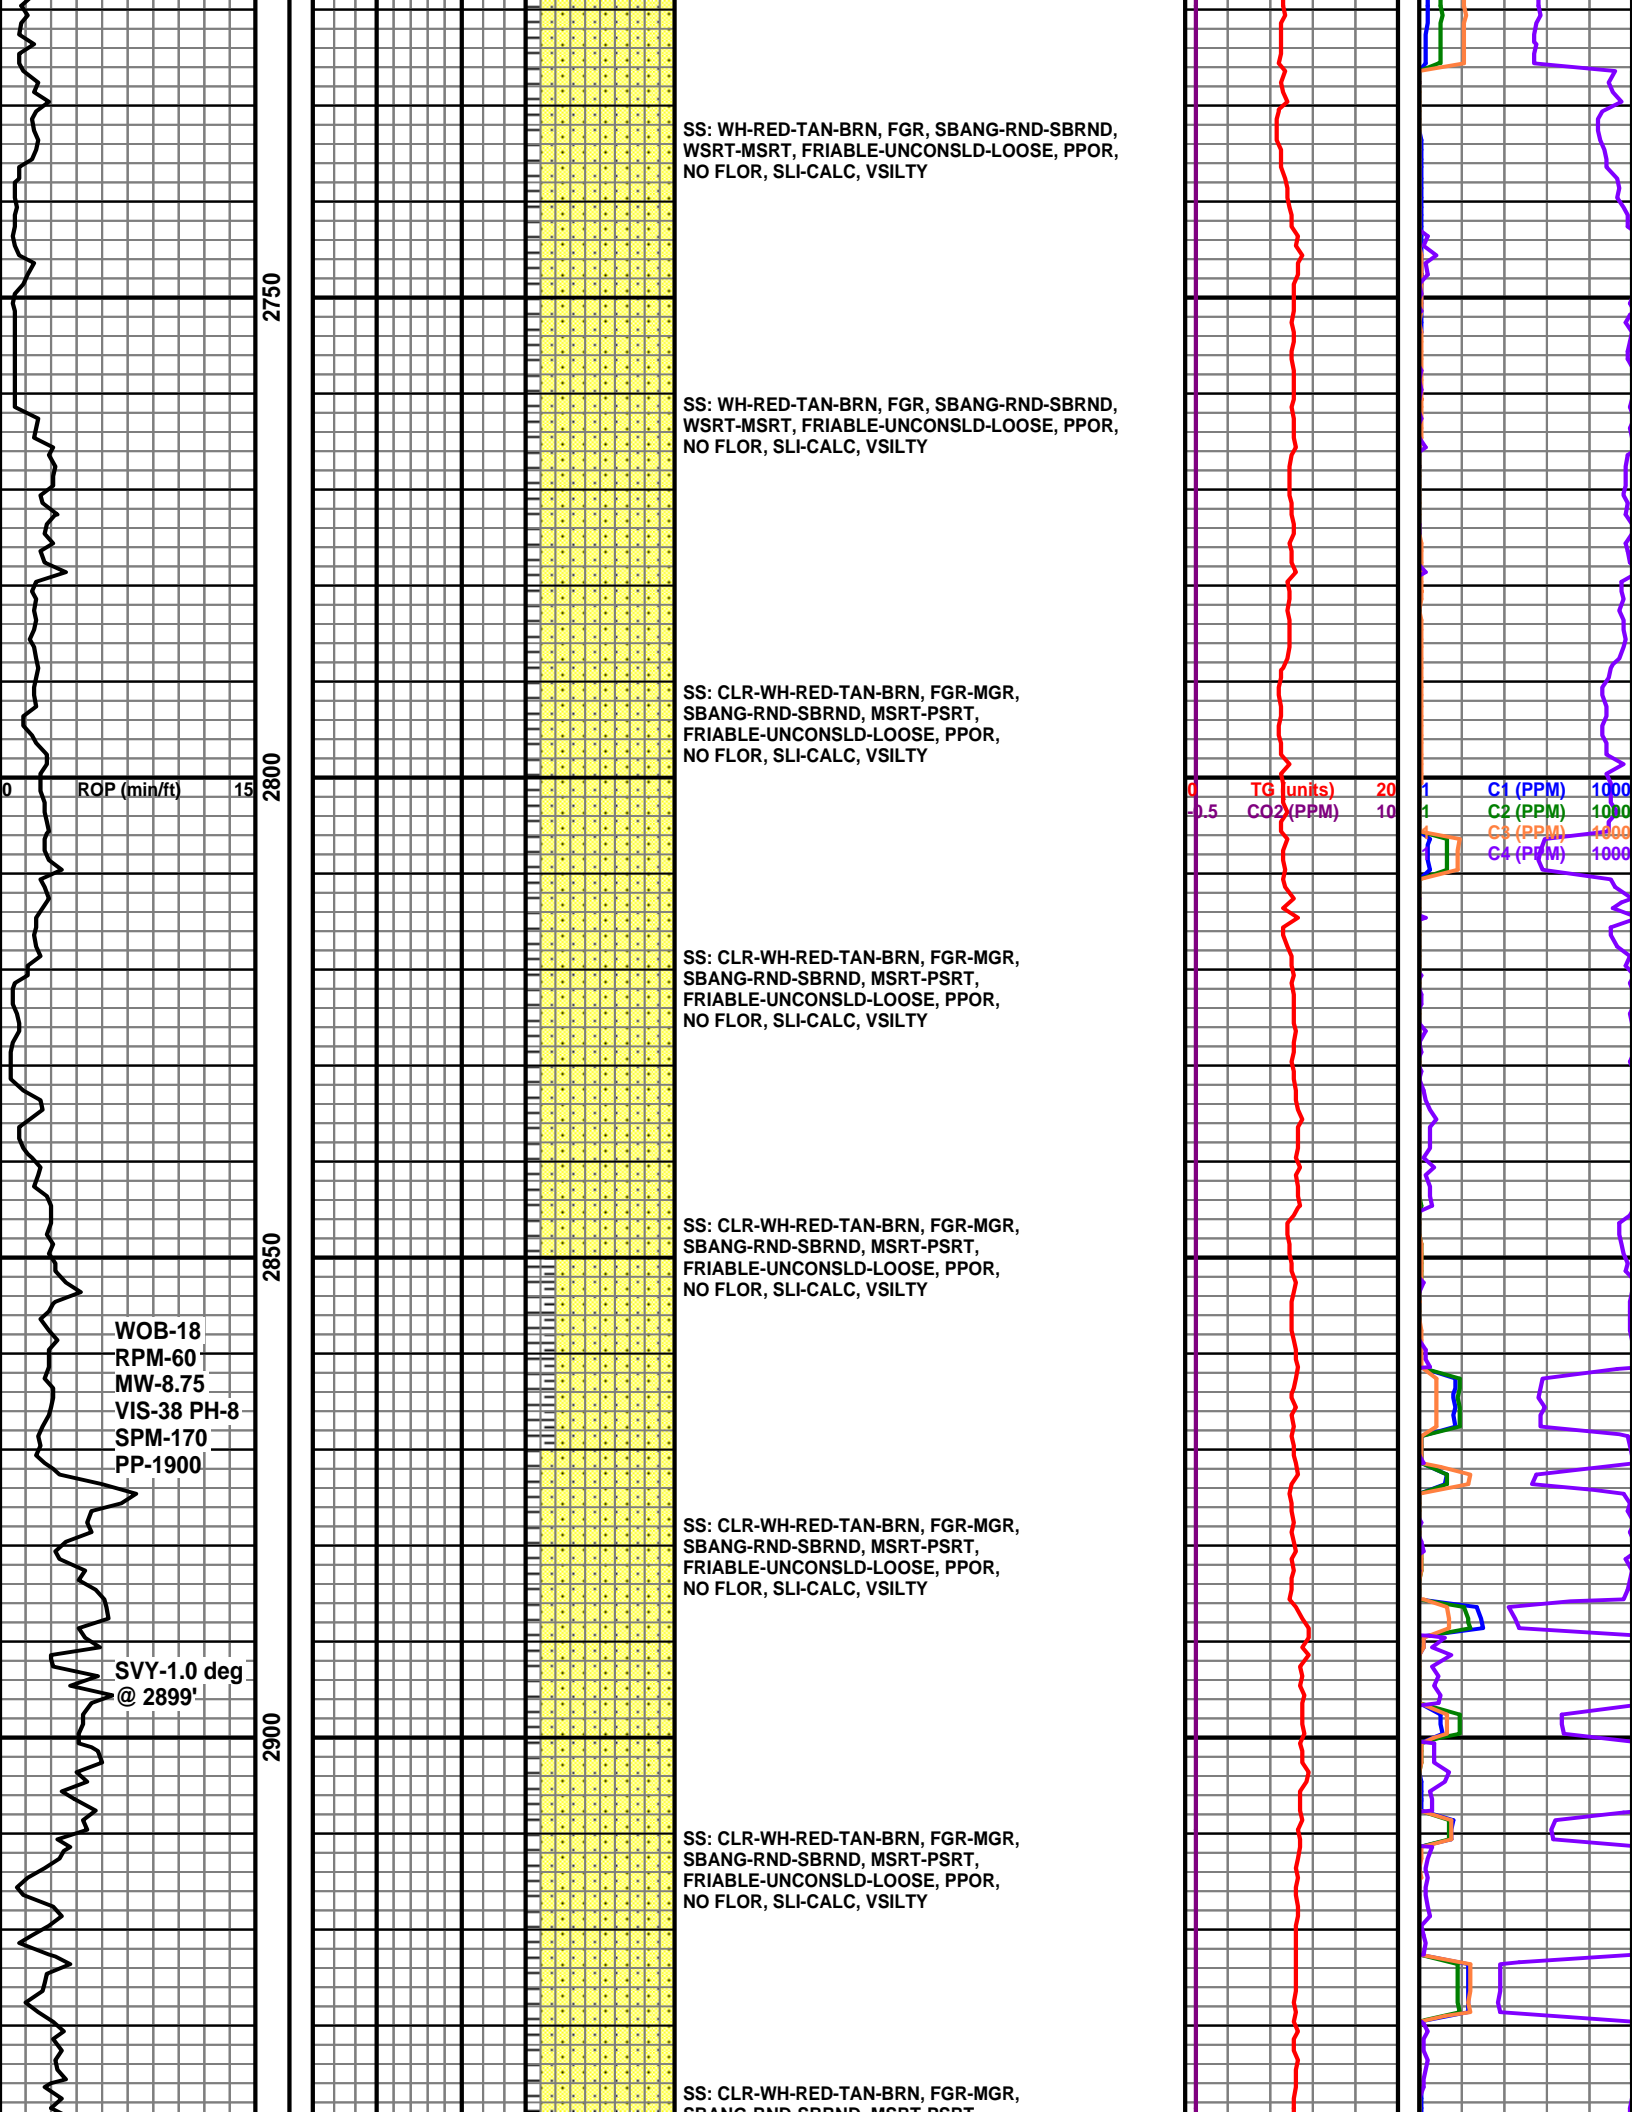 SS: WH-RED-TAN-BRN, FGR, SBANG-RND-SBRND,
WSRT-MSRT, FRIABLE-UNCONSLD-LOOSE, PPOR,
NO FLOR, SLI-CALC, VSILTY
2750
SS: WH-RED-TAN-BRN, FGR, SBANG-RND-SBRND,
WSRT-MSRT, FRIABLE-UNCONSLD-LOOSE, PPOR,
NO FLOR, SLI-CALC, VSILTY
SS: CLR-WH-RED-TAN-BRN, FGR-MGR,
SBANG-RND-SBRND, MSRT-PSRT,
FRIABLE-UNCONSLD-LOOSE, PPOR,
NO FLOR, SLI-CALC, VSILTY
2800
0 ROP (min/ft) 15
0 TG (units) 20
-0.5 CO2 (PPM) 10
1 C1 (PPM) 1000
1 C2 (PPM) 1000
1 C3 (PPM) 1000
1 C4 (PPM) 1000
SS: CLR-WH-RED-TAN-BRN, FGR-MGR,
SBANG-RND-SBRND, MSRT-PSRT,
FRIABLE-UNCONSLD-LOOSE, PPOR,
NO FLOR, SLI-CALC, VSILTY
2850
SS: CLR-WH-RED-TAN-BRN, FGR-MGR,
SBANG-RND-SBRND, MSRT-PSRT,
FRIABLE-UNCONSLD-LOOSE, PPOR,
NO FLOR, SLI-CALC, VSILTY
WOB-18
RPM-60
MW-8.75
VIS-38 PH-8
SPM-170
PP-1900
SS: CLR-WH-RED-TAN-BRN, FGR-MGR,
SBANG-RND-SBRND, MSRT-PSRT,
FRIABLE-UNCONSLD-LOOSE, PPOR,
NO FLOR, SLI-CALC, VSILTY
SVY-1.0 deg
@ 2899'
2900
SS: CLR-WH-RED-TAN-BRN, FGR-MGR,
SBANG-RND-SBRND, MSRT-PSRT,
FRIABLE-UNCONSLD-LOOSE, PPOR,
NO FLOR, SLI-CALC, VSILTY
SS: CLR-WH-RED-TAN-BRN, FGR-MGR,
SBANG-RND-SBRND, MSRT-PSRT,